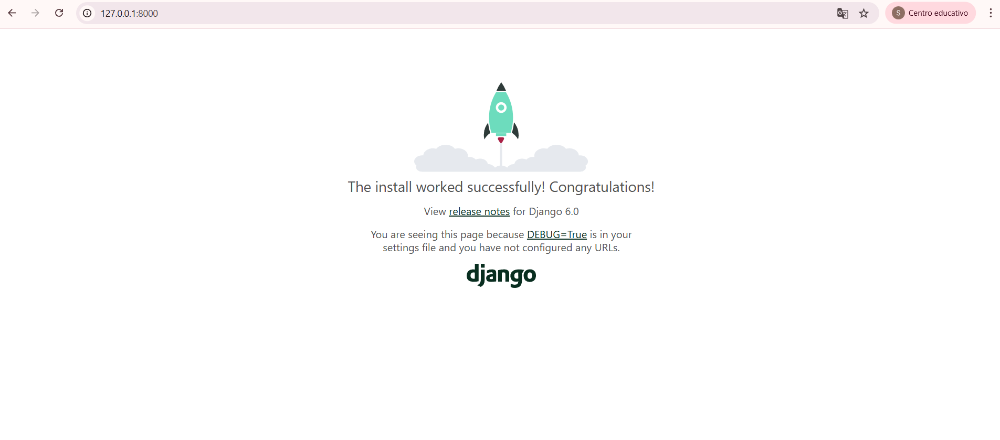 127.0.0.1:8000
S Centro educativo
The install worked successfully! Congratulations!
View release notes for Django 6.0
You are seeing this page because DEBUG=True is in your
settings file and you have not configured any URLs.
django